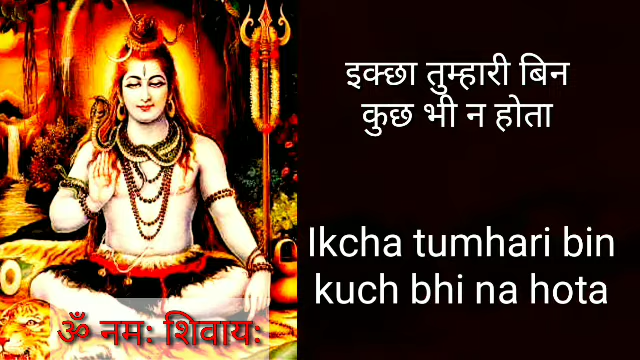 इक्छा तुम्हारी बिन
कुछ भी न होता
Ikcha tumhari bin
kuch bhi na hota
ॐ नमः शिवायः